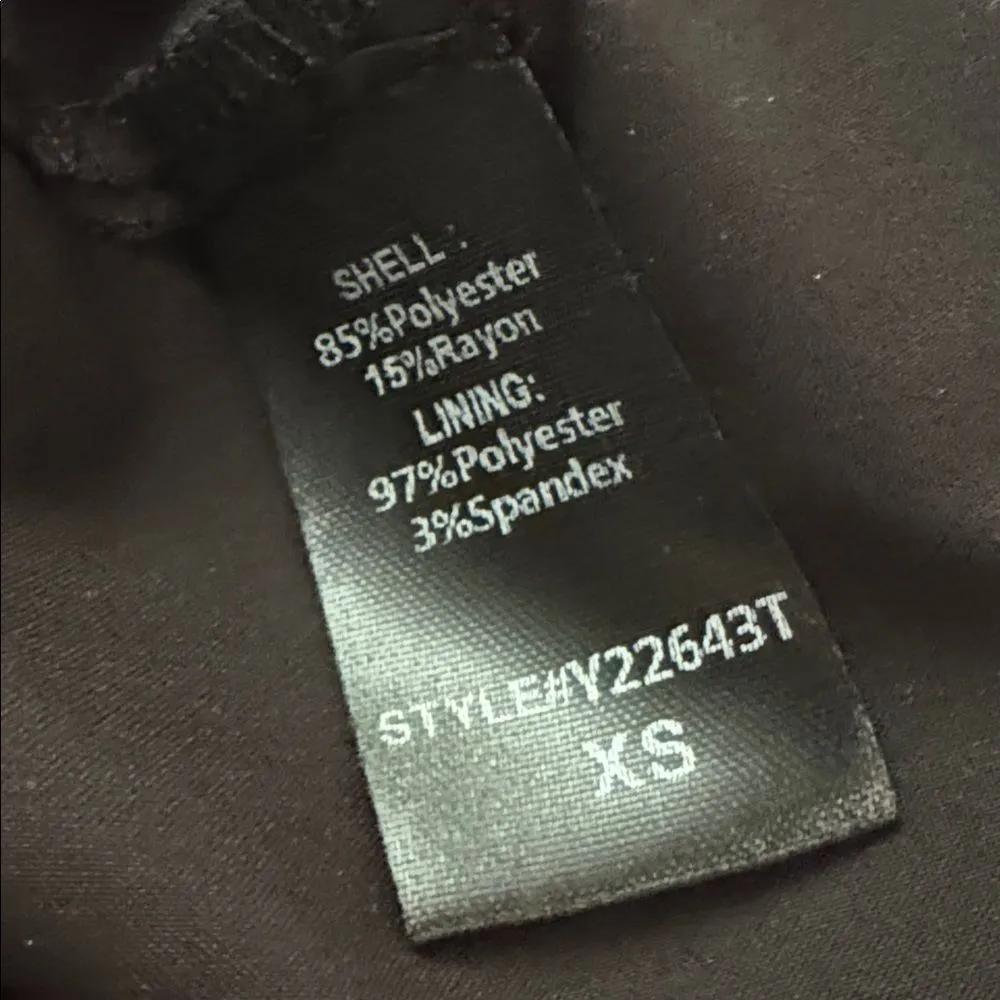 SHELL:
85%Polyester
15%Rayon
LINING:
97%Polyester
3%Spandex
STYLE#Y22643T
XS